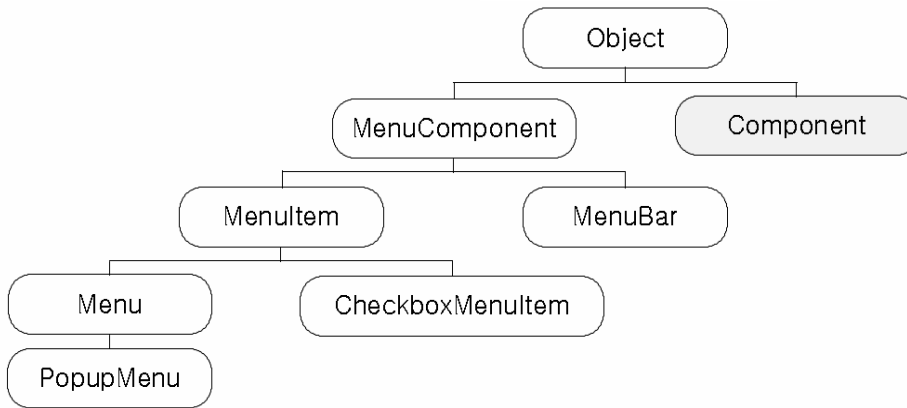 Object
MenuComponent
Component
MenuItem
MenuBar
Menu
CheckboxMenuItem
PopupMenu